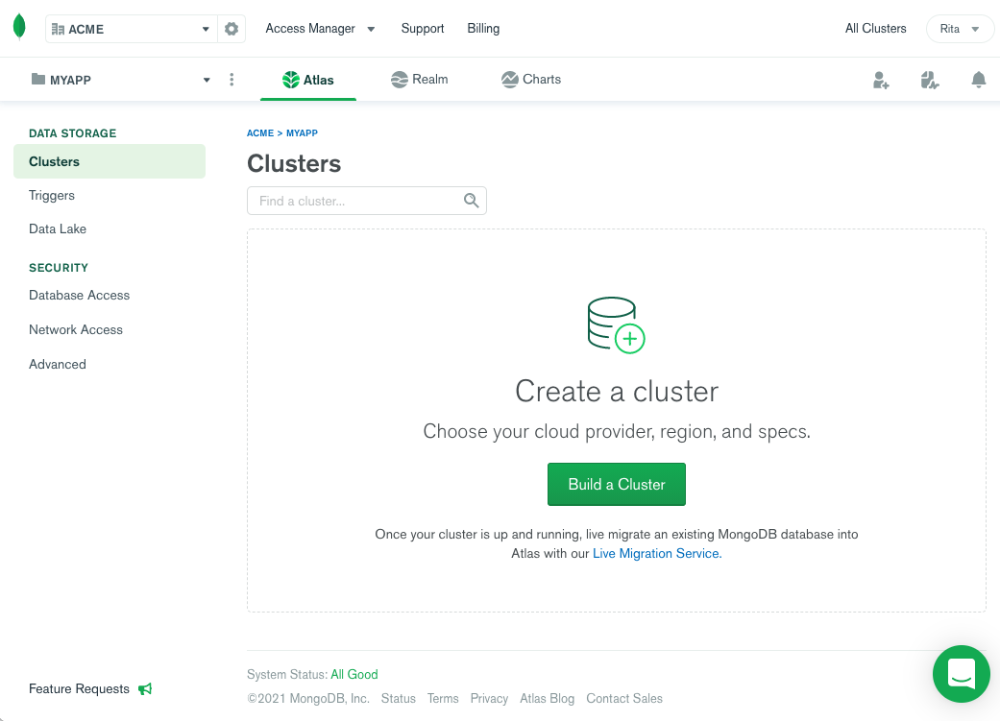 ACME
Access Manager
Support
Billing
All Clusters
Rita
MYAPP
Atlas
Realm
Charts
DATA STORAGE
Clusters
Triggers
Data Lake
SECURITY
Database Access
Network Access
Advanced
Feature Requests
ACME > MYAPP
Clusters
Find a cluster...
Create a cluster
Choose your cloud provider, region, and specs.
Build a Cluster
Once your cluster is up and running, live migrate an existing MongoDB database into
Atlas with our Live Migration Service.
System Status: All Good
©2021 MongoDB, Inc. Status Terms Privacy Atlas Blog Contact Sales